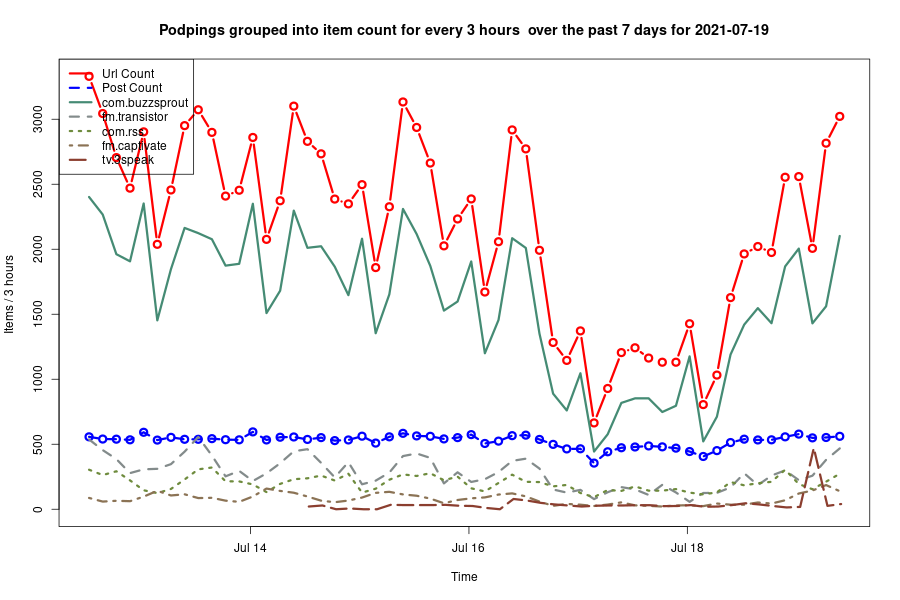 Podpings grouped into item count for every 3 hours  over the past 7 days for 2021-07-19
Url Count
Post Count
com.buzzsprout
fm.transistor
com.rss
fm.captivate
tv.3speak
Items / 3 hours
0
500
1000
1500
2000
2500
3000
Jul 14
Jul 16
Jul 18
Time